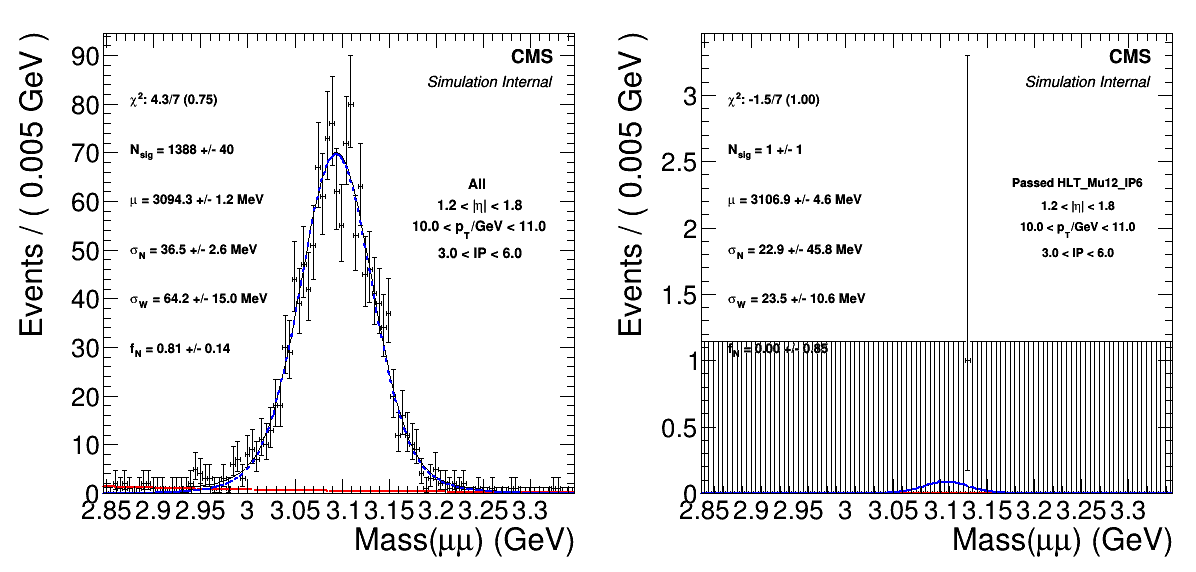 CMS
Simulation Internal
χ²: 4.3/7 (0.75)
N_sig = 1388 +/- 40
μ = 3094.3 +/- 1.2 MeV
σ_N = 36.5 +/- 2.6 MeV
σ_W = 64.2 +/- 15.0 MeV
f_N = 0.81 +/- 0.14
All
1.2 < |η| < 1.8
10.0 < p_T/GeV < 11.0
3.0 < IP < 6.0
Events / ( 0.005 GeV )
90
80
70
60
50
40
30
20
10
0
2.85 2.9 2.95 3 3.05 3.1 3.15 3.2 3.25 3.3
Mass(μμ) (GeV)
CMS
Simulation Internal
χ²: -1.5/7 (1.00)
N_sig = 1 +/- 1
μ = 3106.9 +/- 4.6 MeV
σ_N = 22.9 +/- 45.8 MeV
σ_W = 23.5 +/- 10.6 MeV
f_N = 0.00 +/- 0.85
Passed HLT_Mu12_IP6
1.2 < |η| < 1.8
10.0 < p_T/GeV < 11.0
3.0 < IP < 6.0
Events / ( 0.005 GeV )
3
2.5
2
1.5
1
0.5
0
2.85 2.9 2.95 3 3.05 3.1 3.15 3.2 3.25 3.3
Mass(μμ) (GeV)